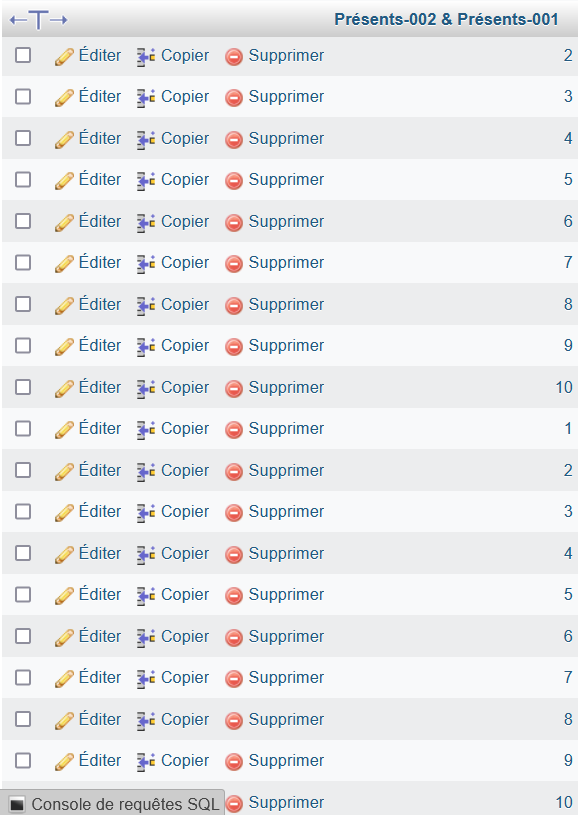 Présents-002 & Présents-001
Éditer Copier Supprimer 2
Éditer Copier Supprimer 3
Éditer Copier Supprimer 4
Éditer Copier Supprimer 5
Éditer Copier Supprimer 6
Éditer Copier Supprimer 7
Éditer Copier Supprimer 8
Éditer Copier Supprimer 9
Éditer Copier Supprimer 10
Éditer Copier Supprimer 1
Éditer Copier Supprimer 2
Éditer Copier Supprimer 3
Éditer Copier Supprimer 4
Éditer Copier Supprimer 5
Éditer Copier Supprimer 6
Éditer Copier Supprimer 7
Éditer Copier Supprimer 8
Éditer Copier Supprimer 9
Console de requêtes SQL Supprimer 10